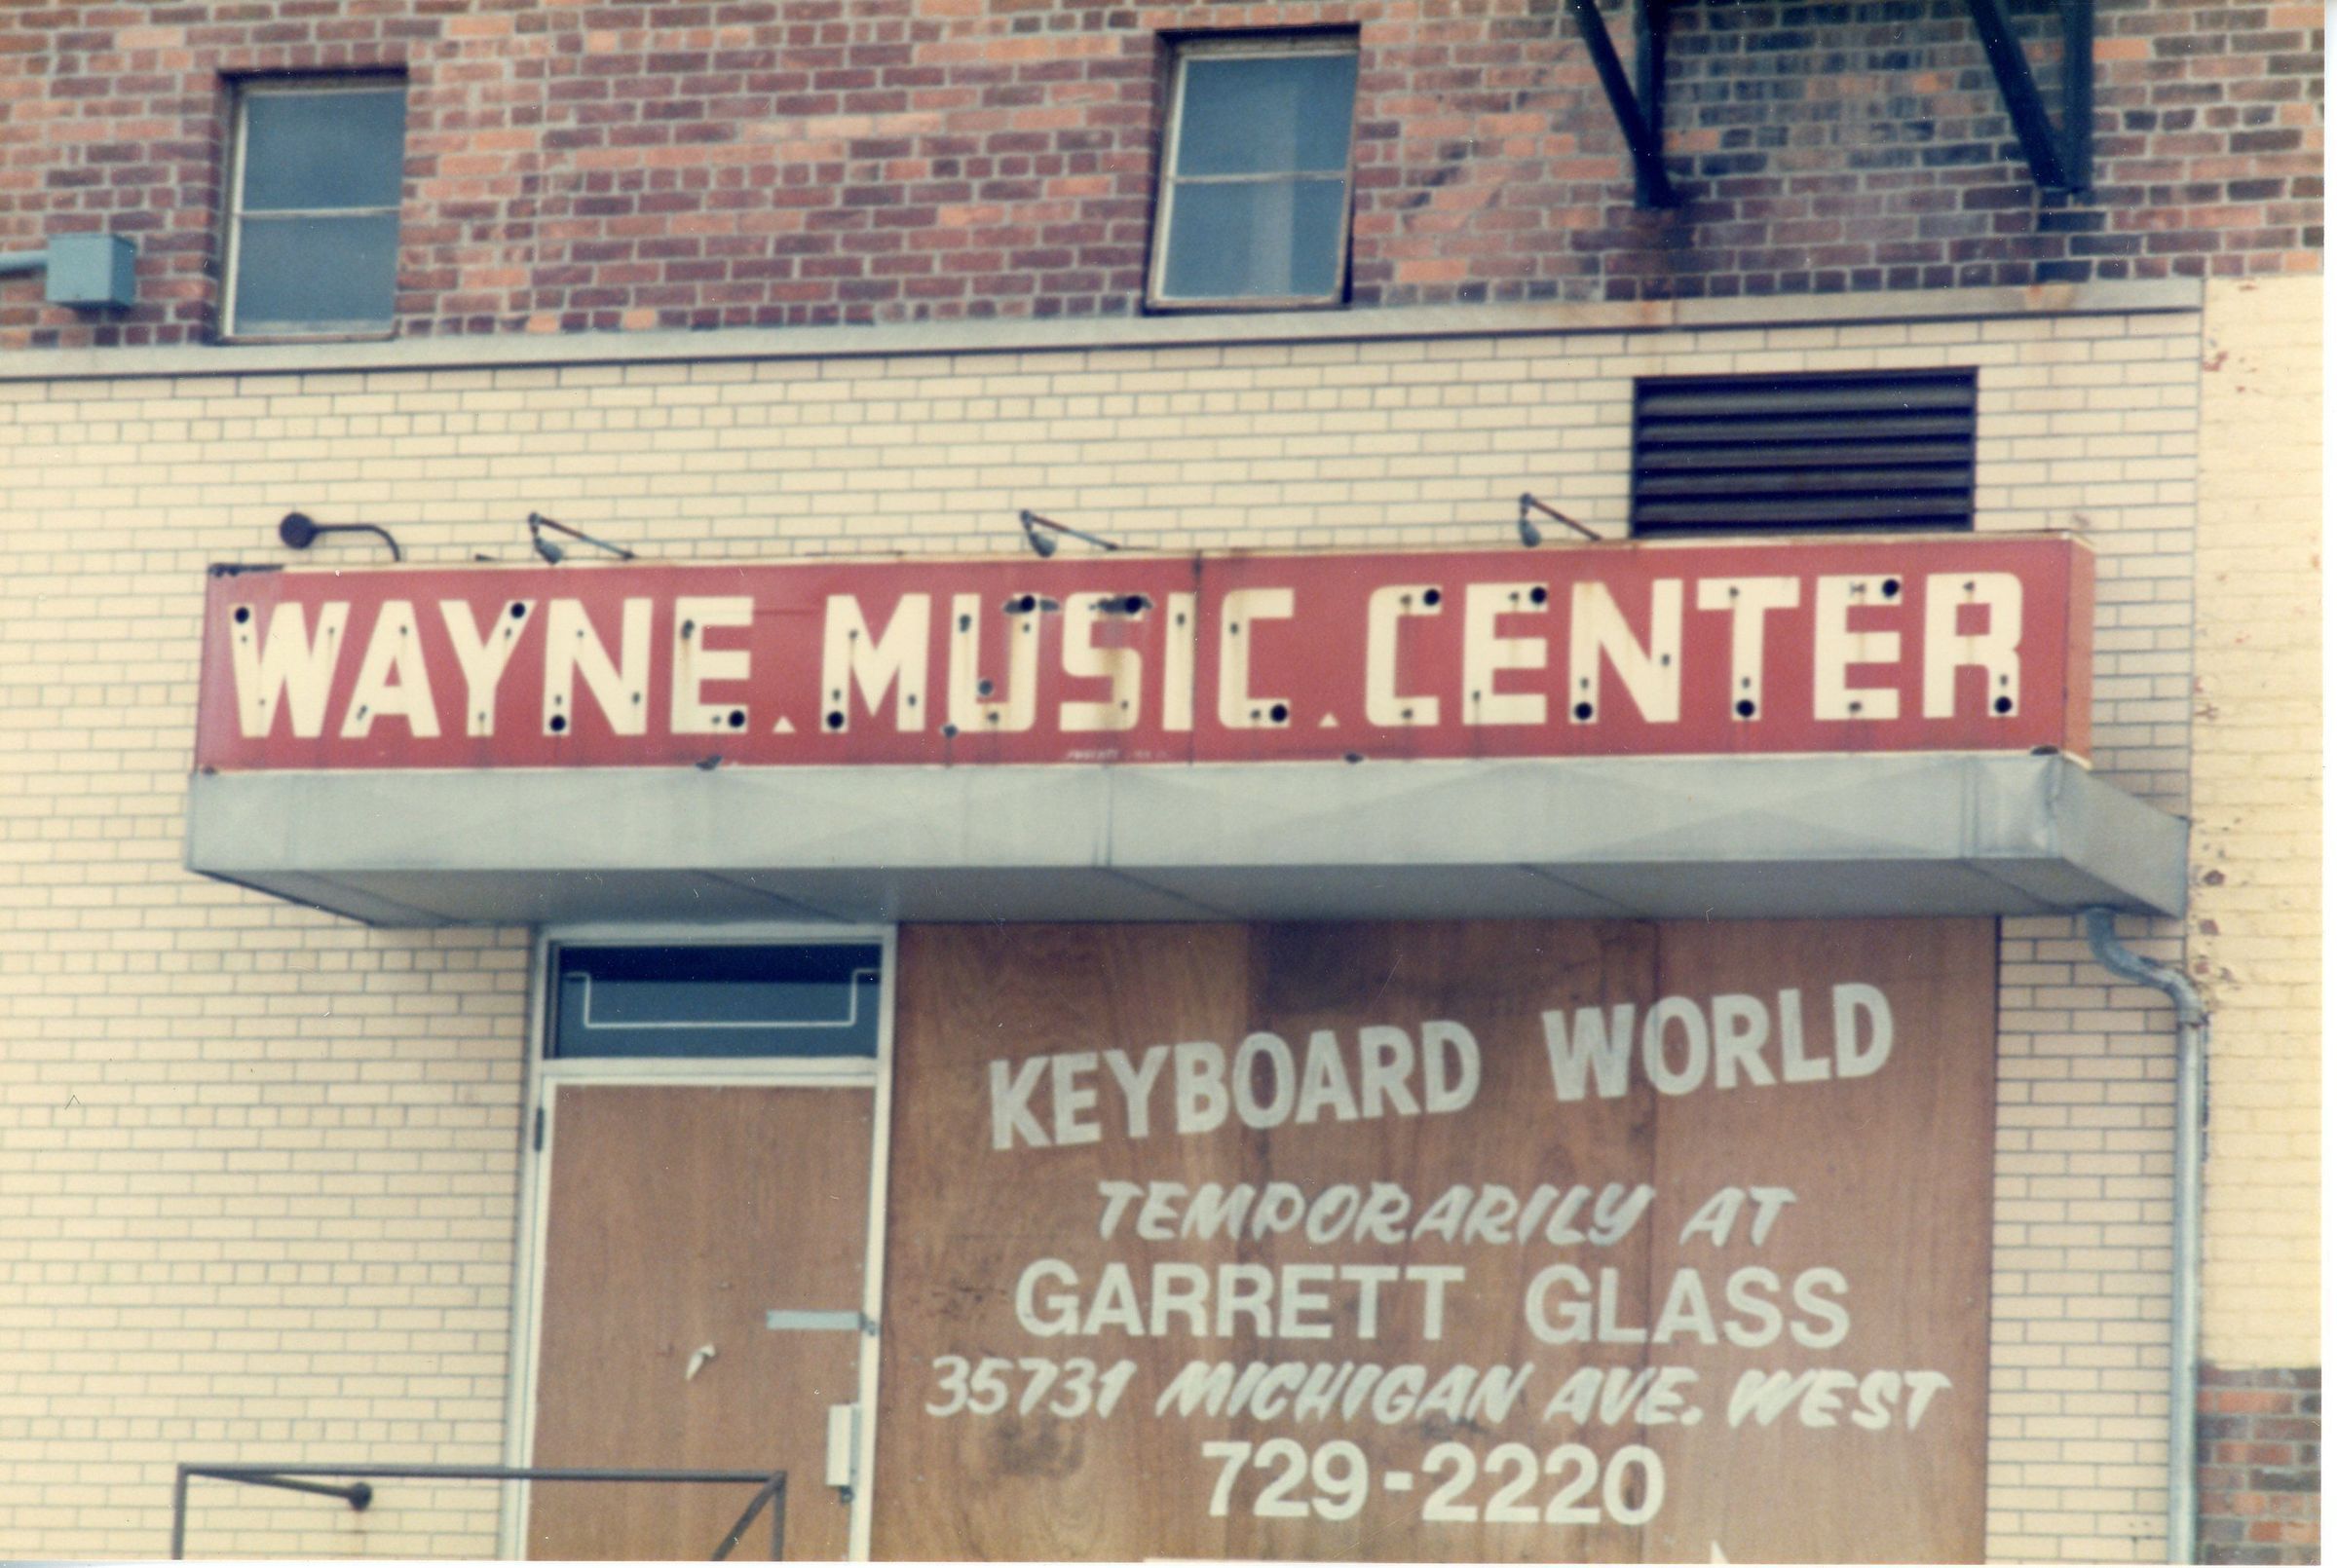 WAYNE.MUSIC.CENTER
KEYBOARD WORLD
TEMPORARILY AT
GARRETT GLASS
35731 MICHIGAN AVE. WEST
729-2220